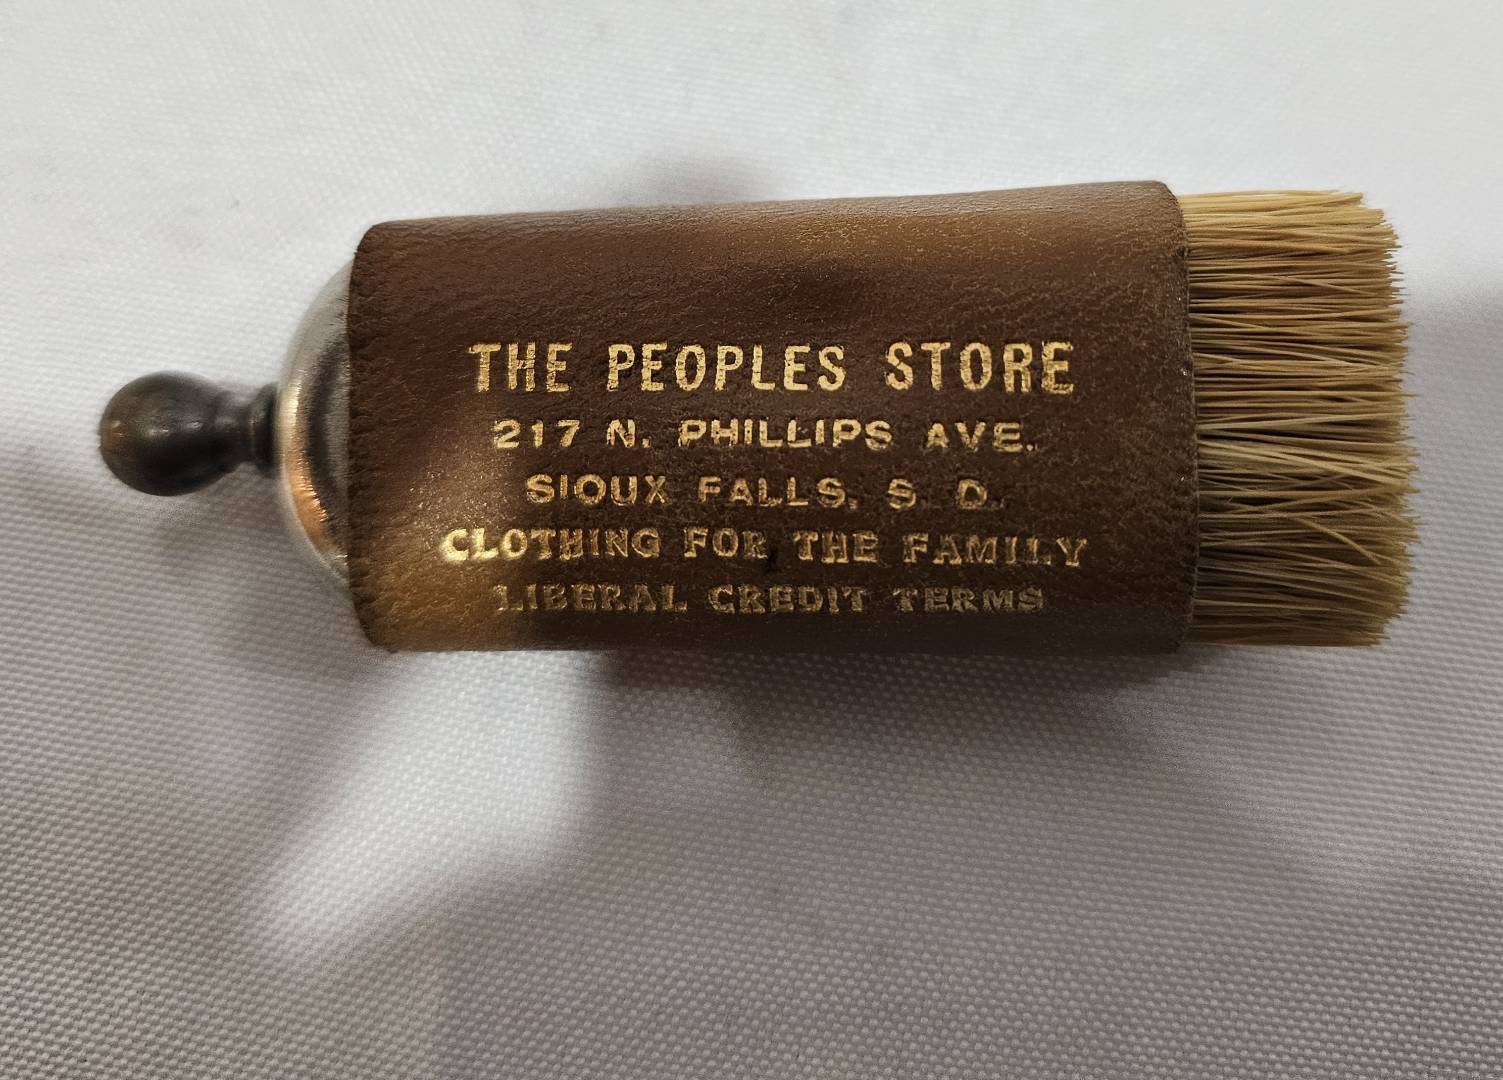 THE PEOPLES STORE
217 N. PHILLIPS AVE.
SIOUX FALLS, S. D.
CLOTHING FOR THE FAMILY
LIBERAL CREDIT TERMS